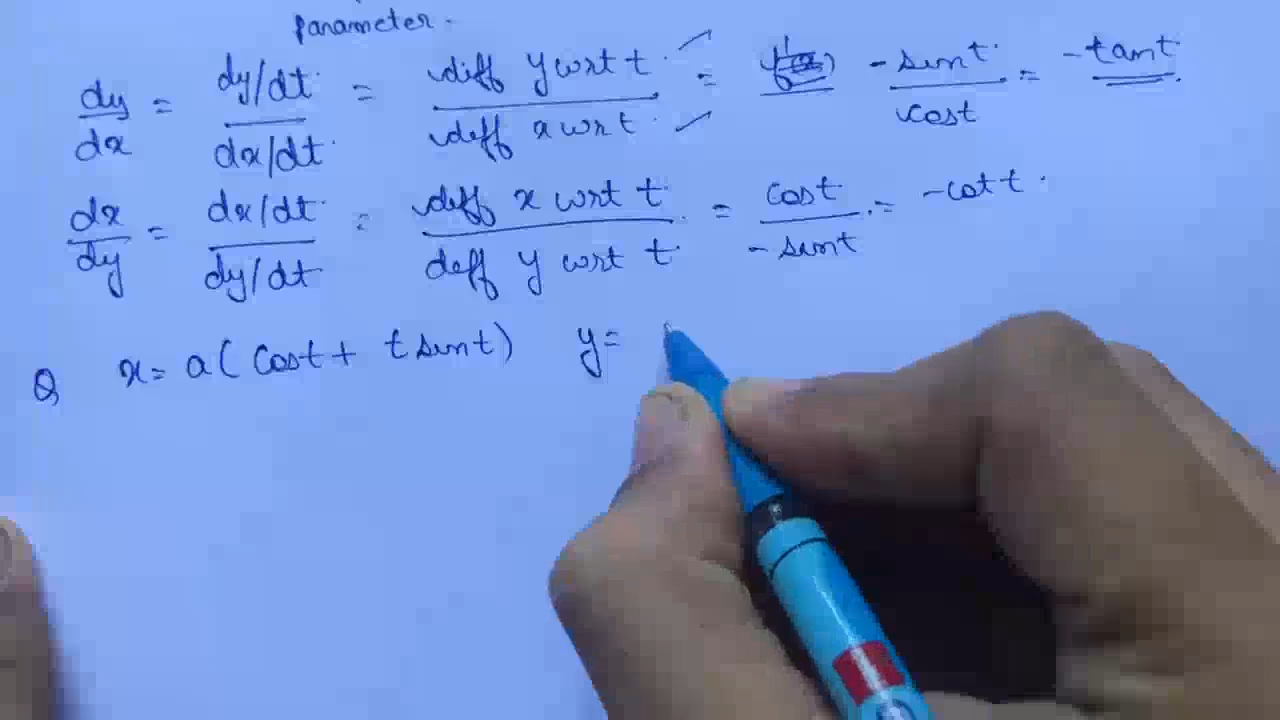 parameter.
dy/dx = (dy/dt)/(dx/dt) = diff y wrt t / diff x wrt t = -sint/cost = -tant.
dx/dy = (dx/dt)/(dy/dt) = diff x wrt t / diff y wrt t = cost/-sint = -cot t.
Q x= a(cost + t sint) y=